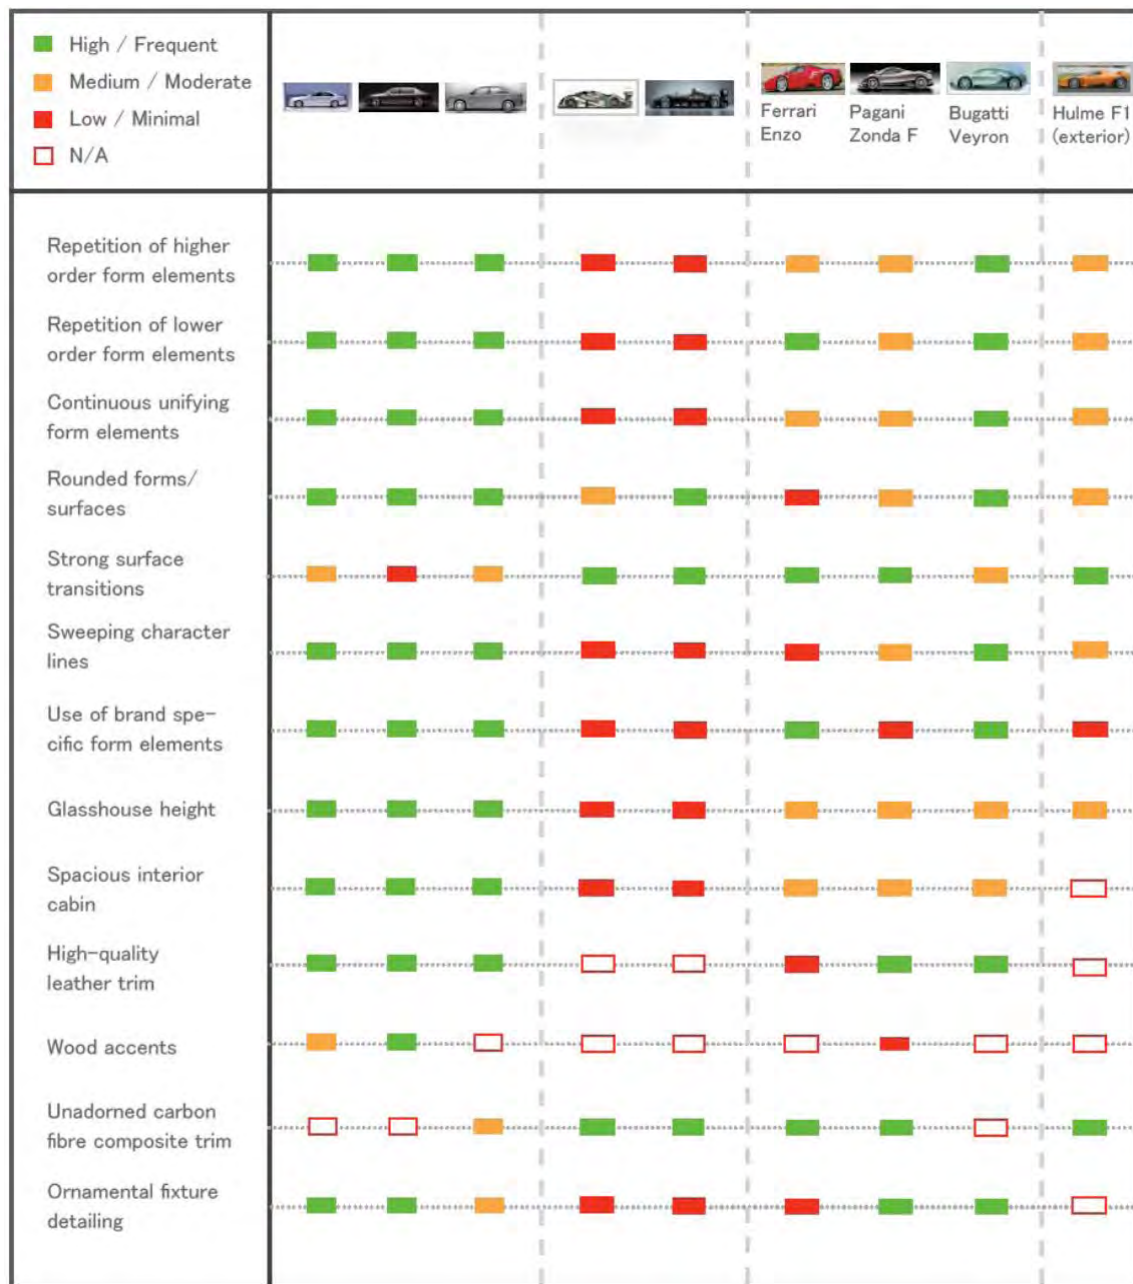 High / Frequent
Medium / Moderate
Low / Minimal
N/A
Ferrari
Enzo
Pagani
Zonda F
Bugatti
Veyron
Hulme F1
(exterior)
Repetition of higher
order form elements
Repetition of lower
order form elements
Continuous unifying
form elements
Rounded forms/
surfaces
Strong surface
transitions
Sweeping character
lines
Use of brand spe-
cific form elements
Glasshouse height
Spacious interior
cabin
High-quality
leather trim
Wood accents
Unadorned carbon
fibre composite trim
Ornamental fixture
detailing